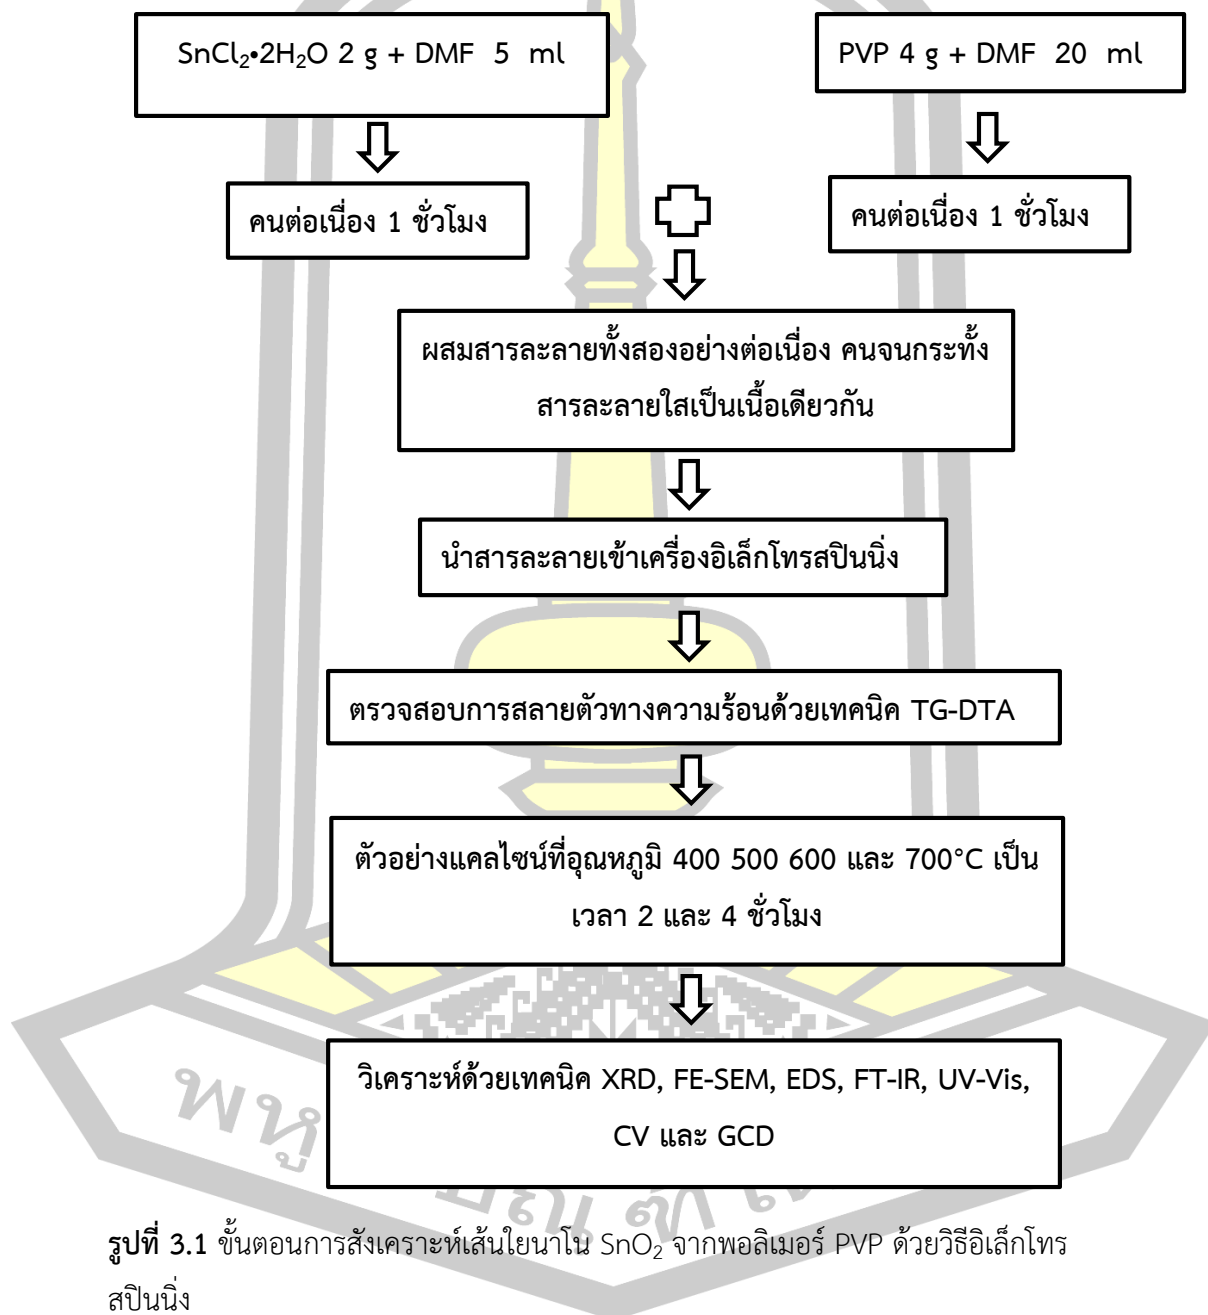 SnCl₂•2H₂O 2 g + DMF 5 ml
PVP 4 g + DMF 20 ml
คนต่อเนื่อง 1 ชั่วโมง
คนต่อเนื่อง 1 ชั่วโมง
ผสมสารละลายทั้งสองอย่างต่อเนื่อง คนจนกระทั้ง
สารละลายใสเป็นเนื้อเดียวกัน
นำสารละลายเข้าเครื่องอิเล็กโทรสปินนิ่ง
ตรวจสอบการสลายตัวทางความร้อนด้วยเทคนิค TG-DTA
ตัวอย่างแคลไซน์ที่อุณหภูมิ 400 500 600 และ 700°C เป็น
เวลา 2 และ 4 ชั่วโมง
วิเคราะห์ด้วยเทคนิค XRD, FE-SEM, EDS, FT-IR, UV-Vis,
CV และ GCD
พหู
รูปที่ 3.1 ขั้นตอนการสังเคราะห์เส้นใยนาโน SnO₂ จากพอลิเมอร์ PVP ด้วยวิธีอิเล็กโทร
สปินนิ่ง